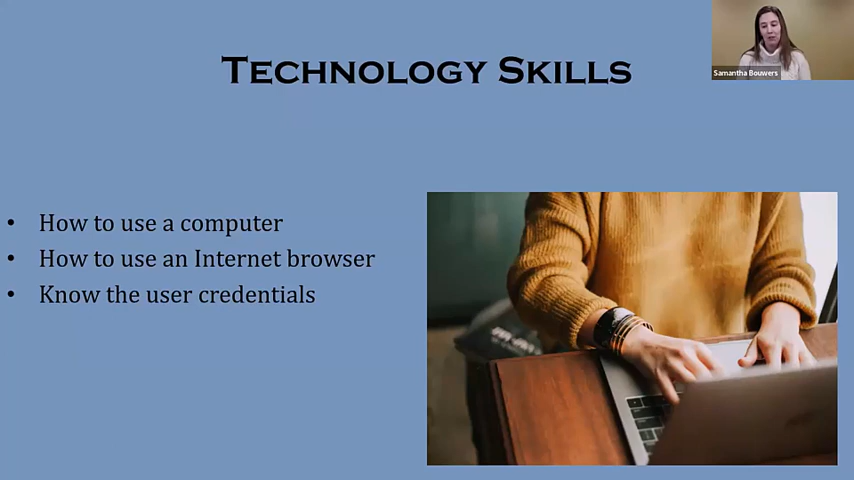 Technology Skills
Samantha Bouwers
• How to use a computer
• How to use an Internet browser
• Know the user credentials